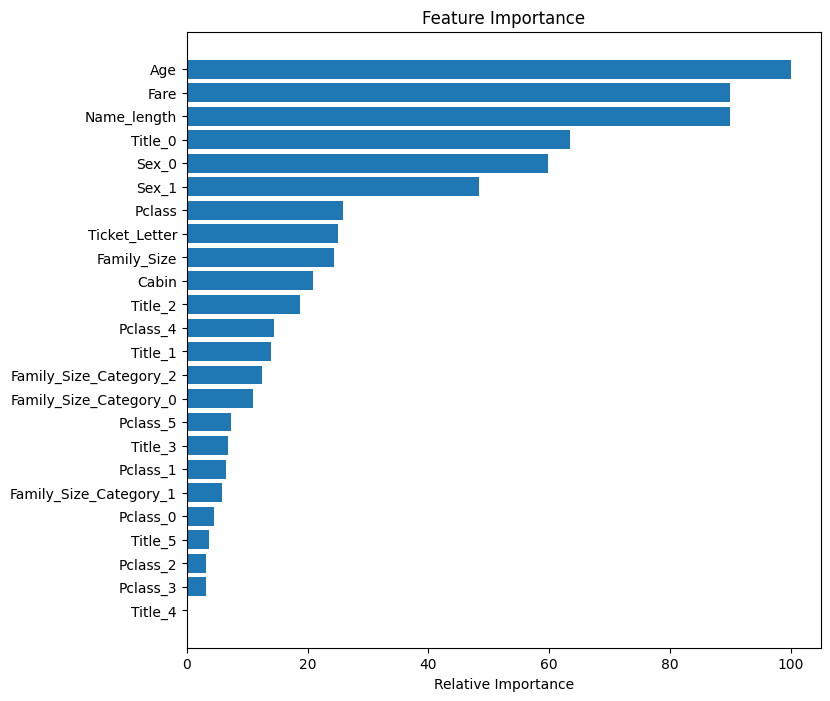 Feature Importance
Age
Fare
Name_length
Title_0
Sex_0
Sex_1
Pclass
Ticket_Letter
Family_Size
Cabin
Title_2
Pclass_4
Title_1
Family_Size_Category_2
Family_Size_Category_0
Pclass_5
Title_3
Pclass_1
Family_Size_Category_1
Pclass_0
Title_5
Pclass_2
Pclass_3
Title_4
0 20 40 60 80 100
Relative Importance